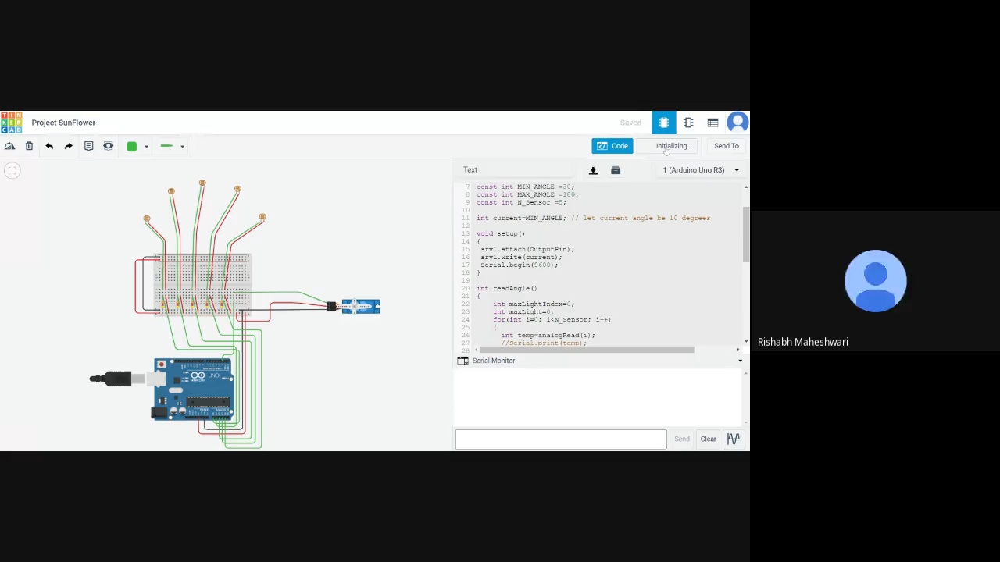 TIN
KER
CAD
Project SunFlower
Saved
Code
Initializing...
Send To
Text
1 (Arduino Uno R3)
7 const int MIN_ANGLE =30;
8 const int MAX_ANGLE =180;
9 const int N_Sensor =5;
10
11 int current=MIN_ANGLE; // let current angle be 10 degrees
12
13 void setup()
14 {
15 srv1.attach(OutputPin);
16 srv1.write(current);
17 Serial.begin(9600);
18 }
19
20 int readAngle()
21 {
22 int maxLightIndex=0;
23 int maxLight=0;
24 for(int i=0; i<N_Sensor; i++)
25 {
26 int temp=analogRead(i);
27 //Serial.print(temp);
28
Serial Monitor
Send
Clear
UNO
Rishabh Maheshwari